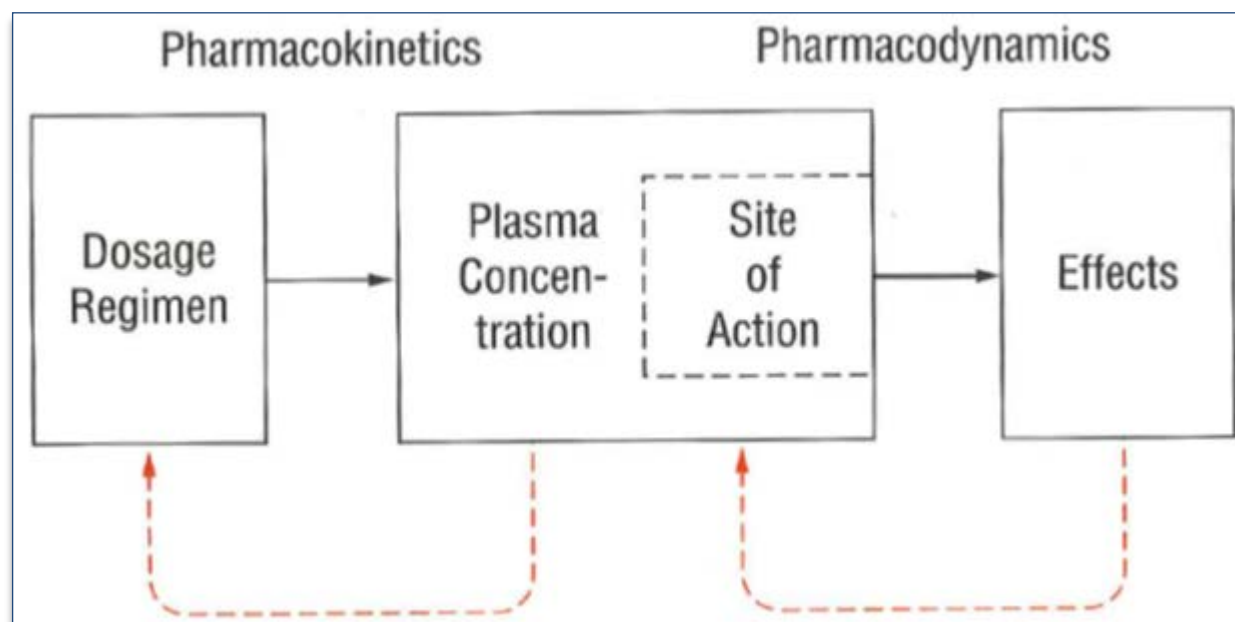 Pharmacokinetics
Pharmacodynamics
Dosage
Regimen
Plasma
Concen-
tration
Site
of
Action
Effects